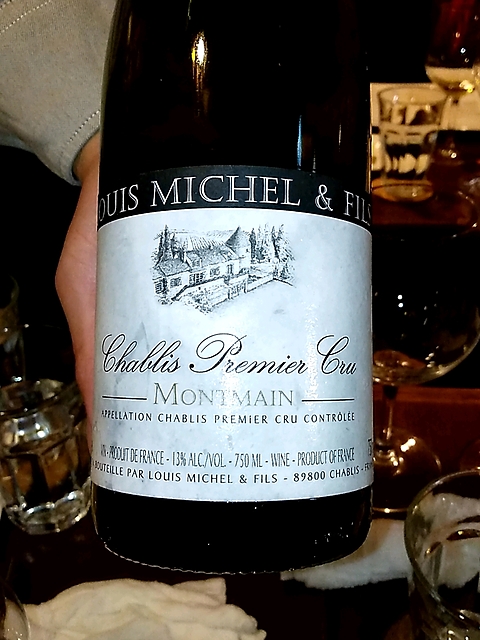 LOUIS MICHEL & FILS
Chablis Premier Cru
MONTMAIN
APPELLATION CHABLIS PREMIER CRU CONTRÔLÉE
VIN - PRODUIT DE FRANCE - 13% ALC./VOL - 750 ML - WINE - PRODUCT OF FRANCE
BOUTEILLE PAR LOUIS MICHEL & FILS - 89800 CHABLIS -